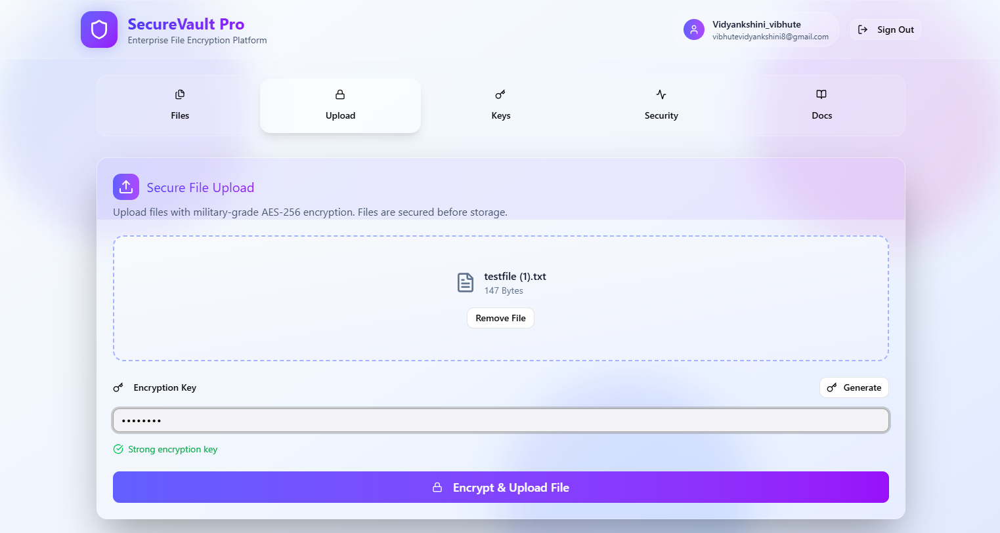 SecureVault Pro
Enterprise File Encryption Platform
Vidyankshini_vibhute
vibhutevidyankshini8@gmail.com
Sign Out
Files
Upload
Keys
Security
Docs
Secure File Upload
Upload files with military-grade AES-256 encryption. Files are secured before storage.
testfile (1).txt
147 Bytes
Remove File
Encryption Key
Generate
••••••••
Strong encryption key
Encrypt & Upload File